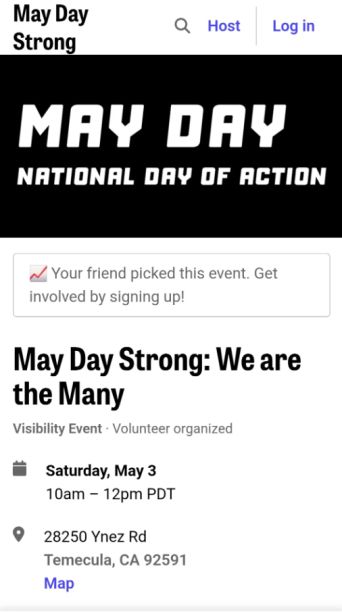 May Day
Strong
Host
Log in
MAY DAY
NATIONAL DAY OF ACTION
📈 Your friend picked this event. Get
involved by signing up!
May Day Strong: We are
the Many
Visibility Event · Volunteer organized
Saturday, May 3
10am – 12pm PDT
28250 Ynez Rd
Temecula, CA 92591
Map